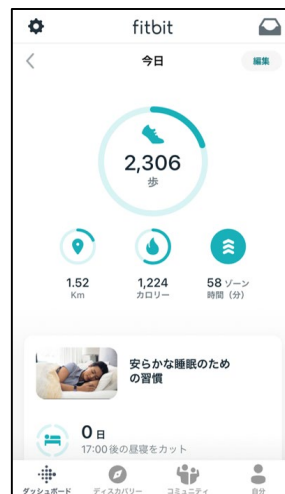 fitbit
今日
編集
2,306
歩
1.52
Km
1,224
カロリー
58 ゾーン
時間（分）
安らかな睡眠のため
の習慣
0 日
17:00後の昼寝をカット
ダッシュボード
ディスカバリー
コミュニティ
自分